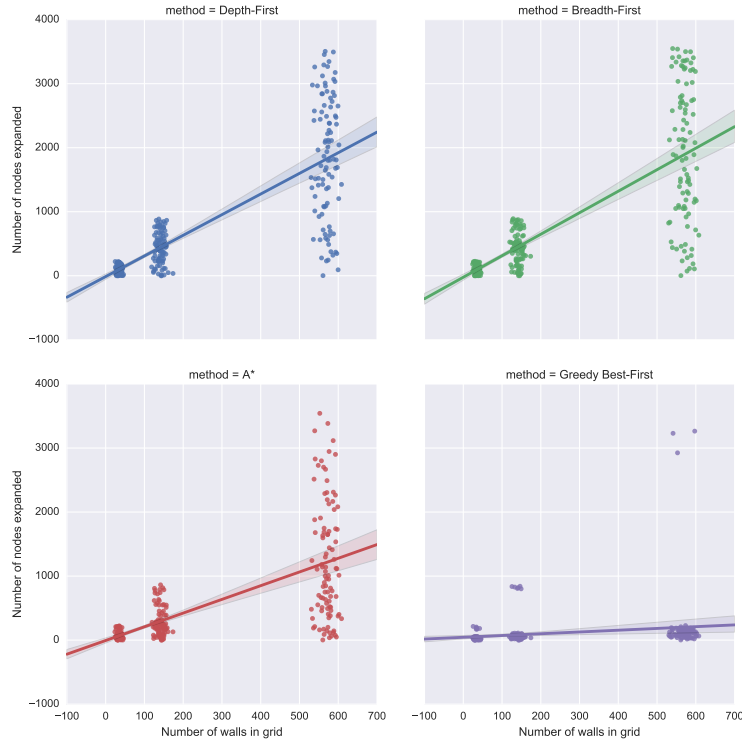 method = Depth-First
method = Breadth-First
4000
3000
2000
1000
0
−1000
Number of nodes expanded
method = A*
method = Greedy Best-First
4000
3000
2000
1000
0
−1000
Number of nodes expanded
−100 0 100 200 300 400 500 600 700
Number of walls in grid
−100 0 100 200 300 400 500 600 700
Number of walls in grid